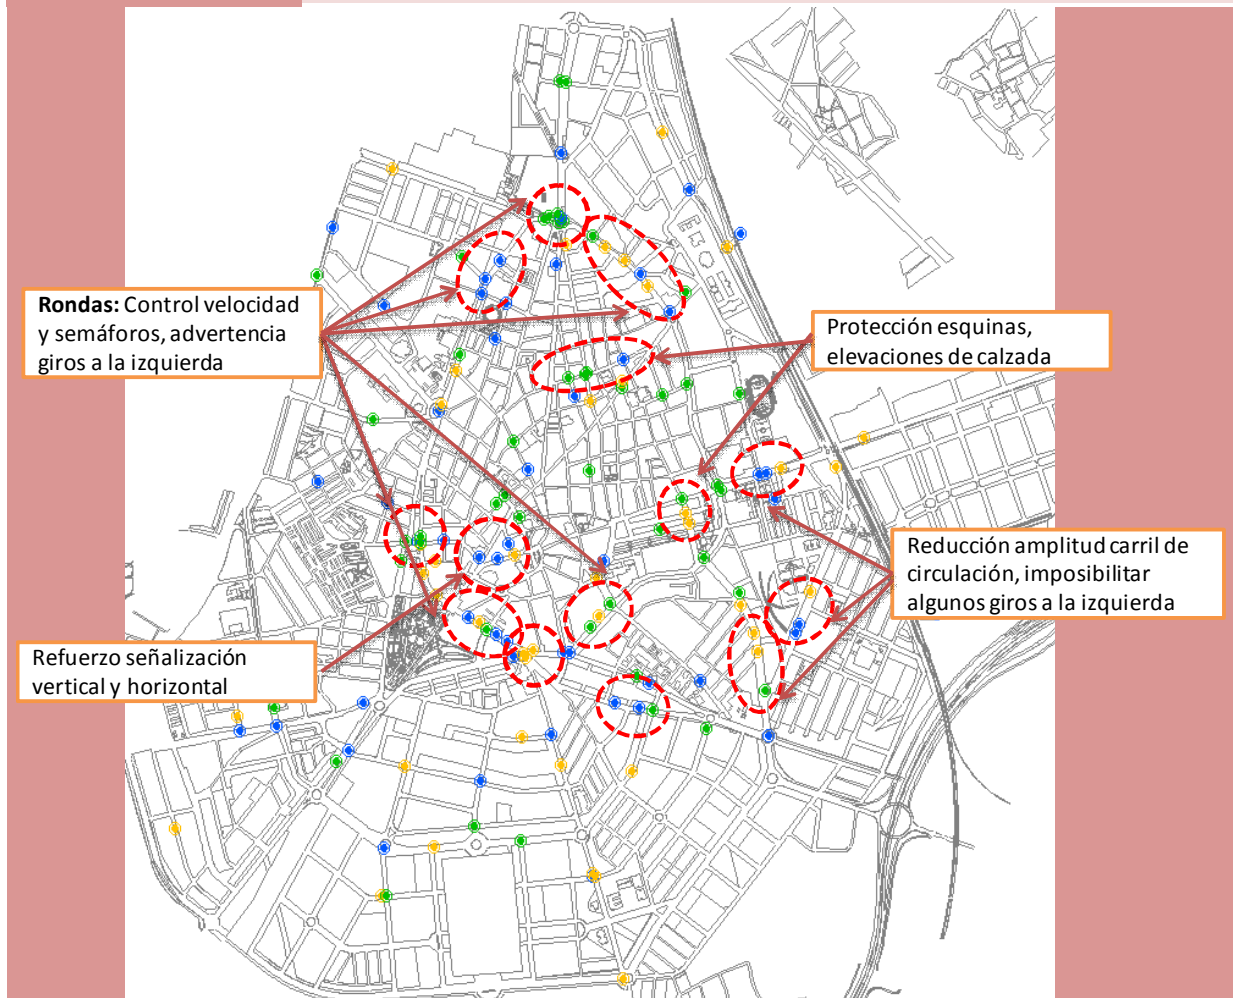 Rondas: Control velocidad
y semáforos, advertencia
giros a la izquierda
Protección esquinas,
elevaciones de calzada
Reducción amplitud carril de
circulación, imposibilitar
algunos giros a la izquierda
Refuerzo señalización
vertical y horizontal